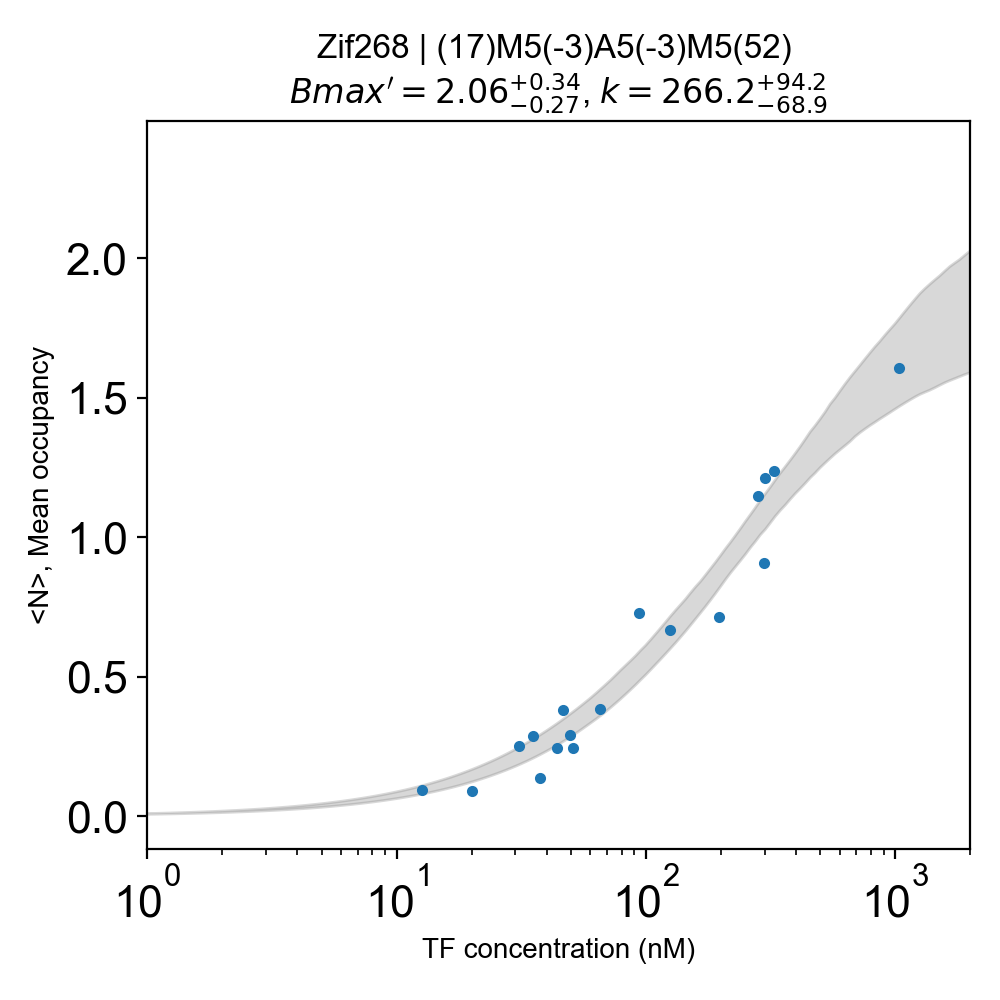 Zif268 | (17)M5(-3)A5(-3)M5(52)
Bmax′ = 2.06 +0.34 −0.27, k = 266.2 +94.2 −68.9
<N>, Mean occupancy
2.0
1.5
1.0
0.5
0.0
10^0 10^1 10^2 10^3
TF concentration (nM)